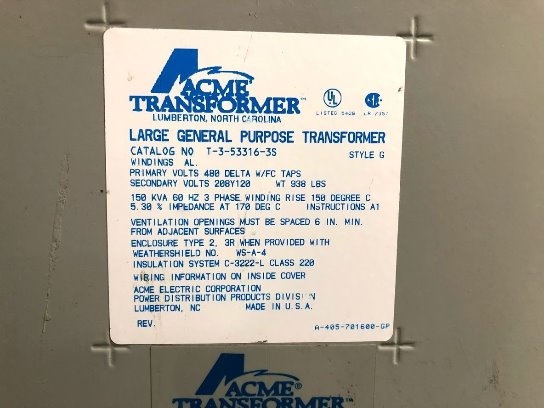 ACME
TRANSFORMER™
LUMBERTON, NORTH CAROLINA
LISTED 542B
LARGE GENERAL PURPOSE TRANSFORMER
CATALOG NO T-3-53316-3S STYLE G
WINDINGS AL.
PRIMARY VOLTS 480 DELTA W/FC TAPS
SECONDARY VOLTS 208Y120 WT 938 LBS
150 KVA 60 HZ 3 PHASE WINDING RISE 150 DEGREE C
5.30 % IMPEDANCE AT 170 DEG C INSTRUCTIONS A1
VENTILATION OPENINGS MUST BE SPACED 6 IN. MIN.
FROM ADJACENT SURFACES
ENCLOSURE TYPE 2, 3R WHEN PROVIDED WITH
WEATHERSHIELD NO. WS-A-4
INSULATION SYSTEM C-3222-L CLASS 220
WIRING INFORMATION ON INSIDE COVER
ACME ELECTRIC CORPORATION
POWER DISTRIBUTION PRODUCTS DIVISION
LUMBERTON, NC MADE IN U.S.A.
REV. A-405-701600-GP
ACME®
TRANSFORMER™